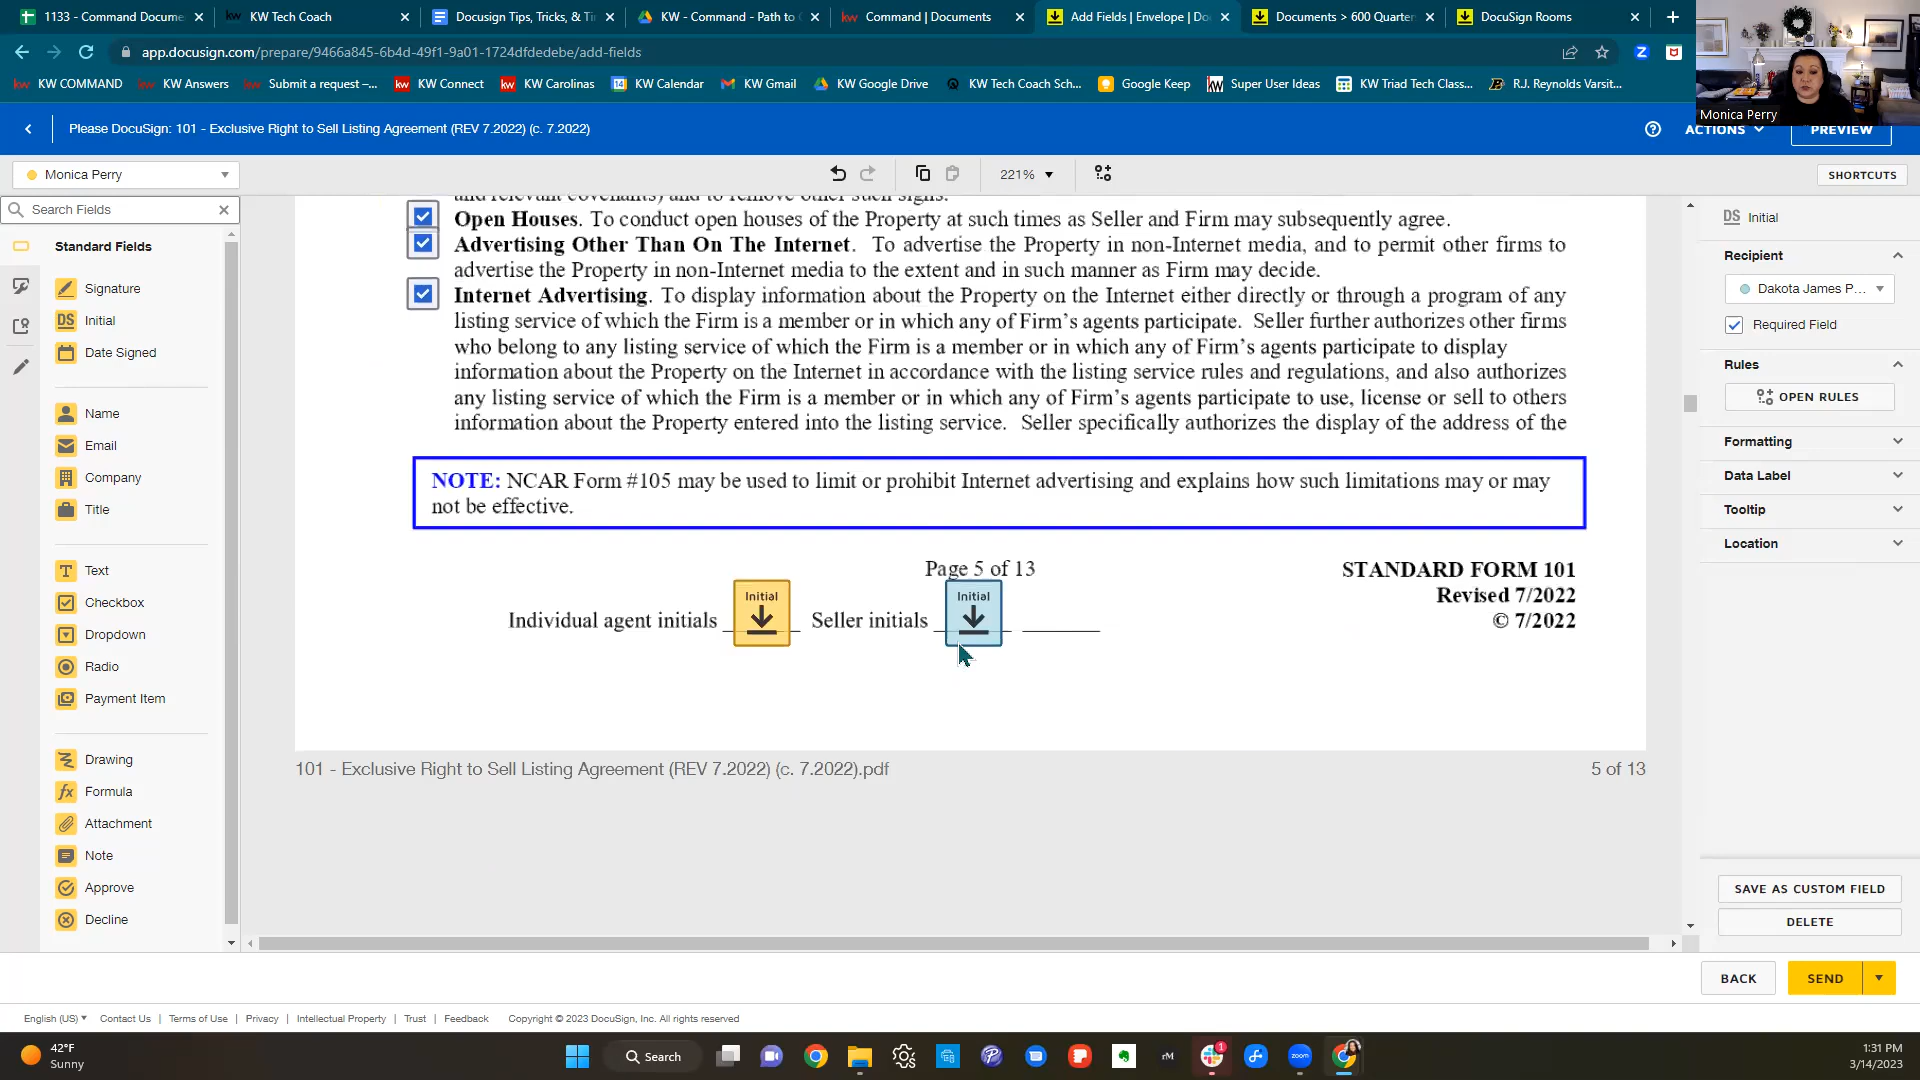 1133 - Command Docume
KW Tech Coach
Docusign Tips, Tricks, & Ti
KW - Command - Path to
Command | Documents
Add Fields | Envelope | Do
Documents > 600 Quarter
DocuSign Rooms
app.docusign.com/prepare/9466a845-6b4d-49f1-9a01-1724dfdedebe/add-fields
KW COMMAND
KW Answers
Submit a request –...
KW Connect
KW Carolinas
KW Calendar
KW Gmail
KW Google Drive
KW Tech Coach Sch...
Google Keep
Super User Ideas
KW Triad Tech Class...
R.J. Reynolds Varsit...
Monica Perry
Please DocuSign: 101 - Exclusive Right to Sell Listing Agreement (REV 7.2022) (c. 7.2022)
ACTIONS
PREVIEW
Monica Perry
221%
SHORTCUTS
Search Fields
Standard Fields
Signature
DS Initial
Date Signed
Name
Email
Company
Title
Text
Checkbox
Dropdown
Radio
Payment Item
Drawing
Formula
Attachment
Note
Approve
Decline
and relevant covenants) and to remove other such signs.
Open Houses. To conduct open houses of the Property at such times as Seller and Firm may subsequently agree.
Advertising Other Than On The Internet. To advertise the Property in non-Internet media, and to permit other firms to
advertise the Property in non-Internet media to the extent and in such manner as Firm may decide.
Internet Advertising. To display information about the Property on the Internet either directly or through a program of any
listing service of which the Firm is a member or in which any of Firm's agents participate. Seller further authorizes other firms
who belong to any listing service of which the Firm is a member or in which any of Firm's agents participate to display
information about the Property on the Internet in accordance with the listing service rules and regulations, and also authorizes
any listing service of which the Firm is a member or in which any of Firm's agents participate to use, license or sell to others
information about the Property entered into the listing service. Seller specifically authorizes the display of the address of the
NOTE: NCAR Form #105 may be used to limit or prohibit Internet advertising and explains how such limitations may or may
not be effective.
Page 5 of 13
Individual agent initials Initial Seller initials Initial
STANDARD FORM 101
Revised 7/2022
© 7/2022
101 - Exclusive Right to Sell Listing Agreement (REV 7.2022) (c. 7.2022).pdf
5 of 13
DS Initial
Recipient
Dakota James P...
Required Field
Rules
OPEN RULES
Formatting
Data Label
Tooltip
Location
SAVE AS CUSTOM FIELD
DELETE
BACK
SEND
English (US) Contact Us | Terms of Use | Privacy | Intellectual Property | Trust | Feedback Copyright © 2023 DocuSign, Inc. All rights reserved
42°F
Sunny
Search
rM
zoom
1
1:31 PM
3/14/2023